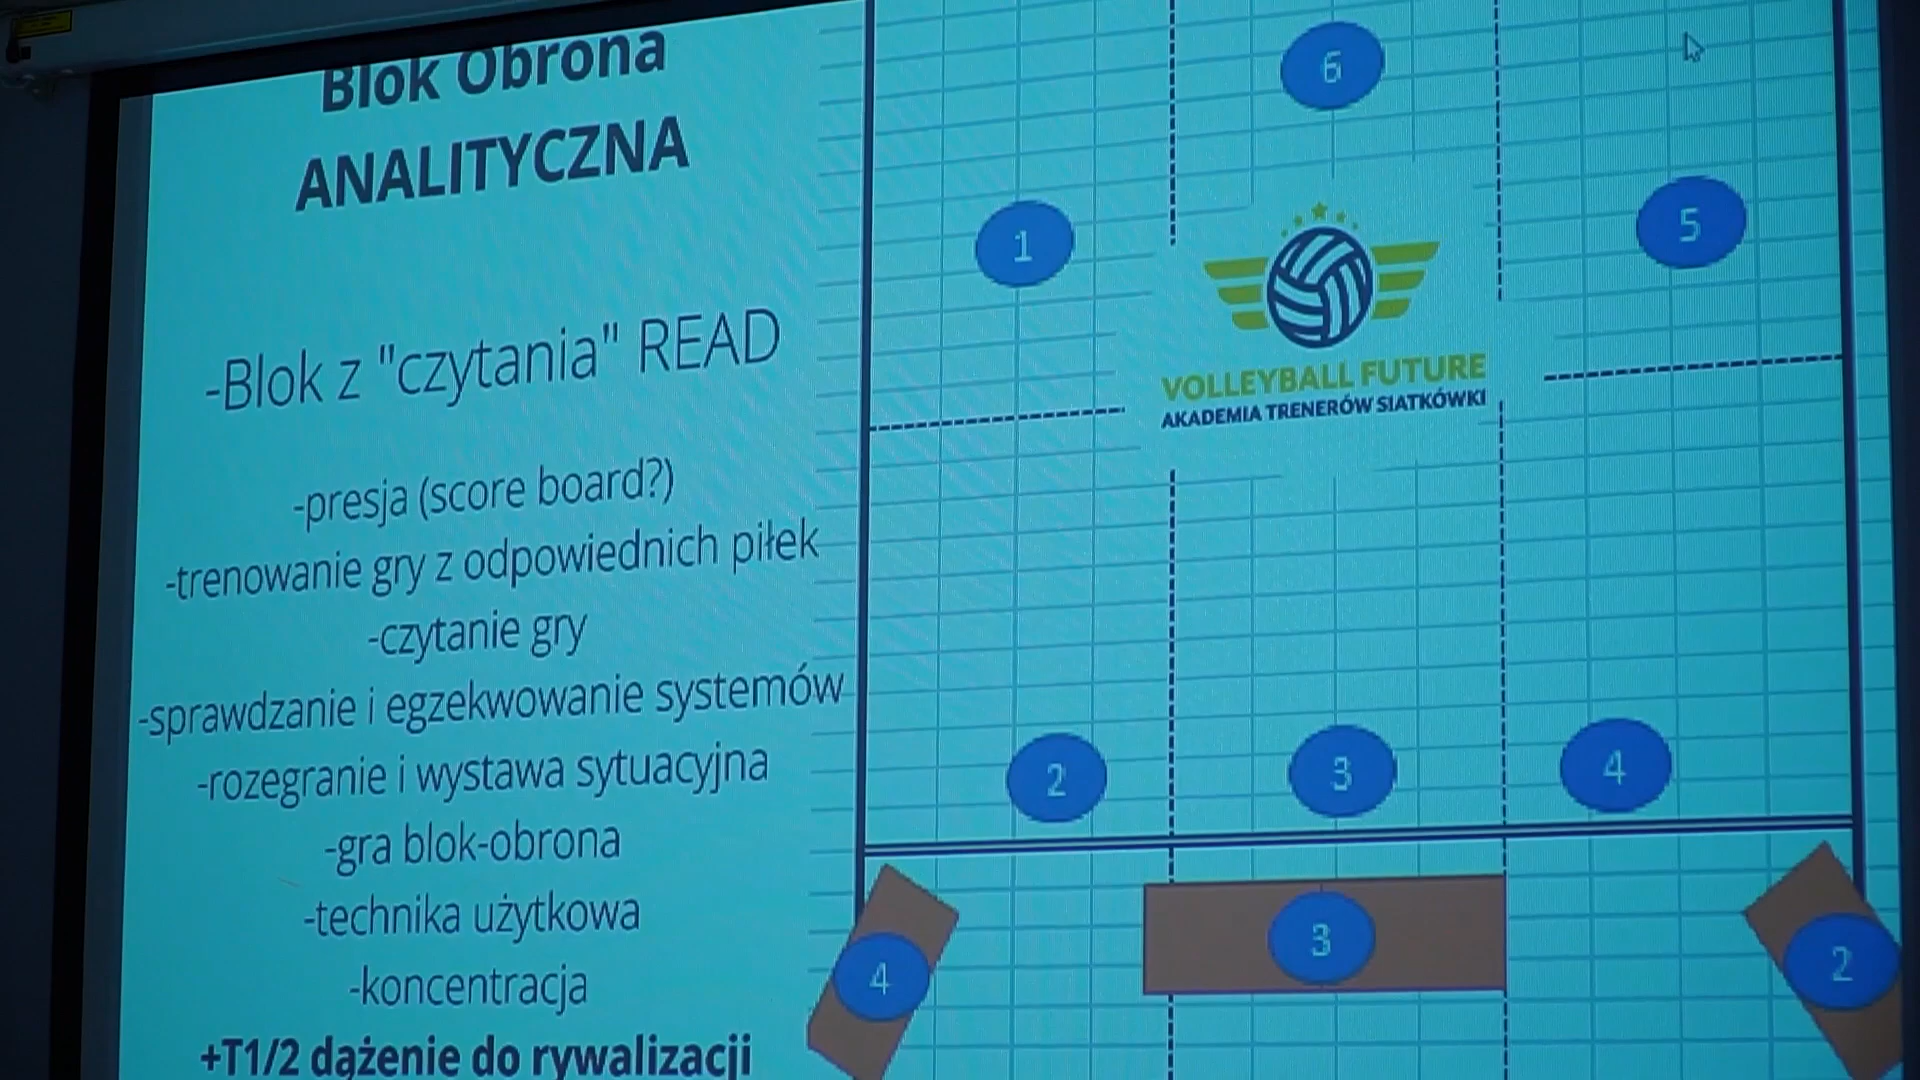 Blok Obrona
ANALITYCZNA
-Blok z "czytania" READ
-presja (score board?)
-trenowanie gry z odpowiednich piłek
-czytanie gry
-sprawdzanie i egzekwowanie systemów
-rozegranie i wystawa sytuacyjna
-gra blok-obrona
-technika użytkowa
-koncentracja
+T1/2 dążenie do rywalizacji
6
1
5
VOLLEYBALL FUTURE
AKADEMIA TRENERÓW SIATKÓWKI
2
3
4
4
3
2